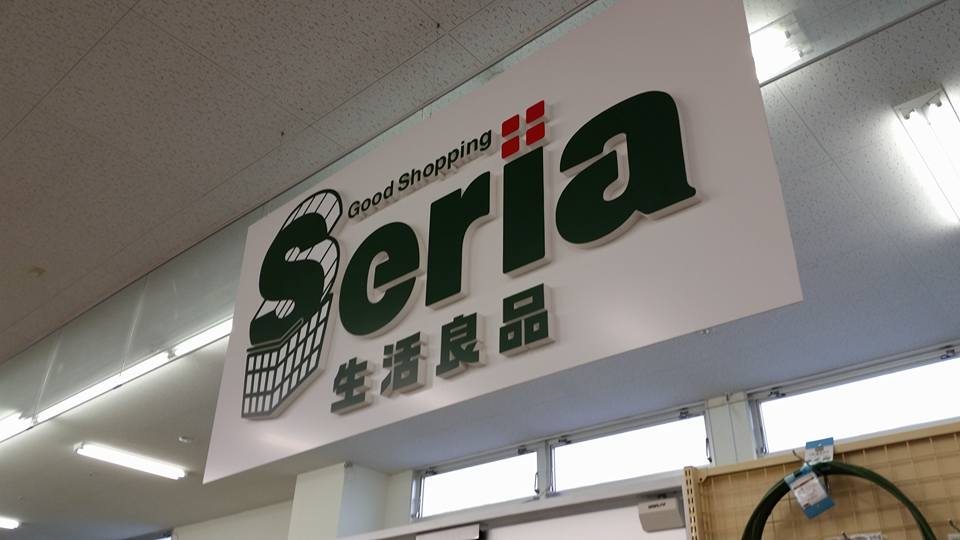 Good Shopping
Seria
生活良品